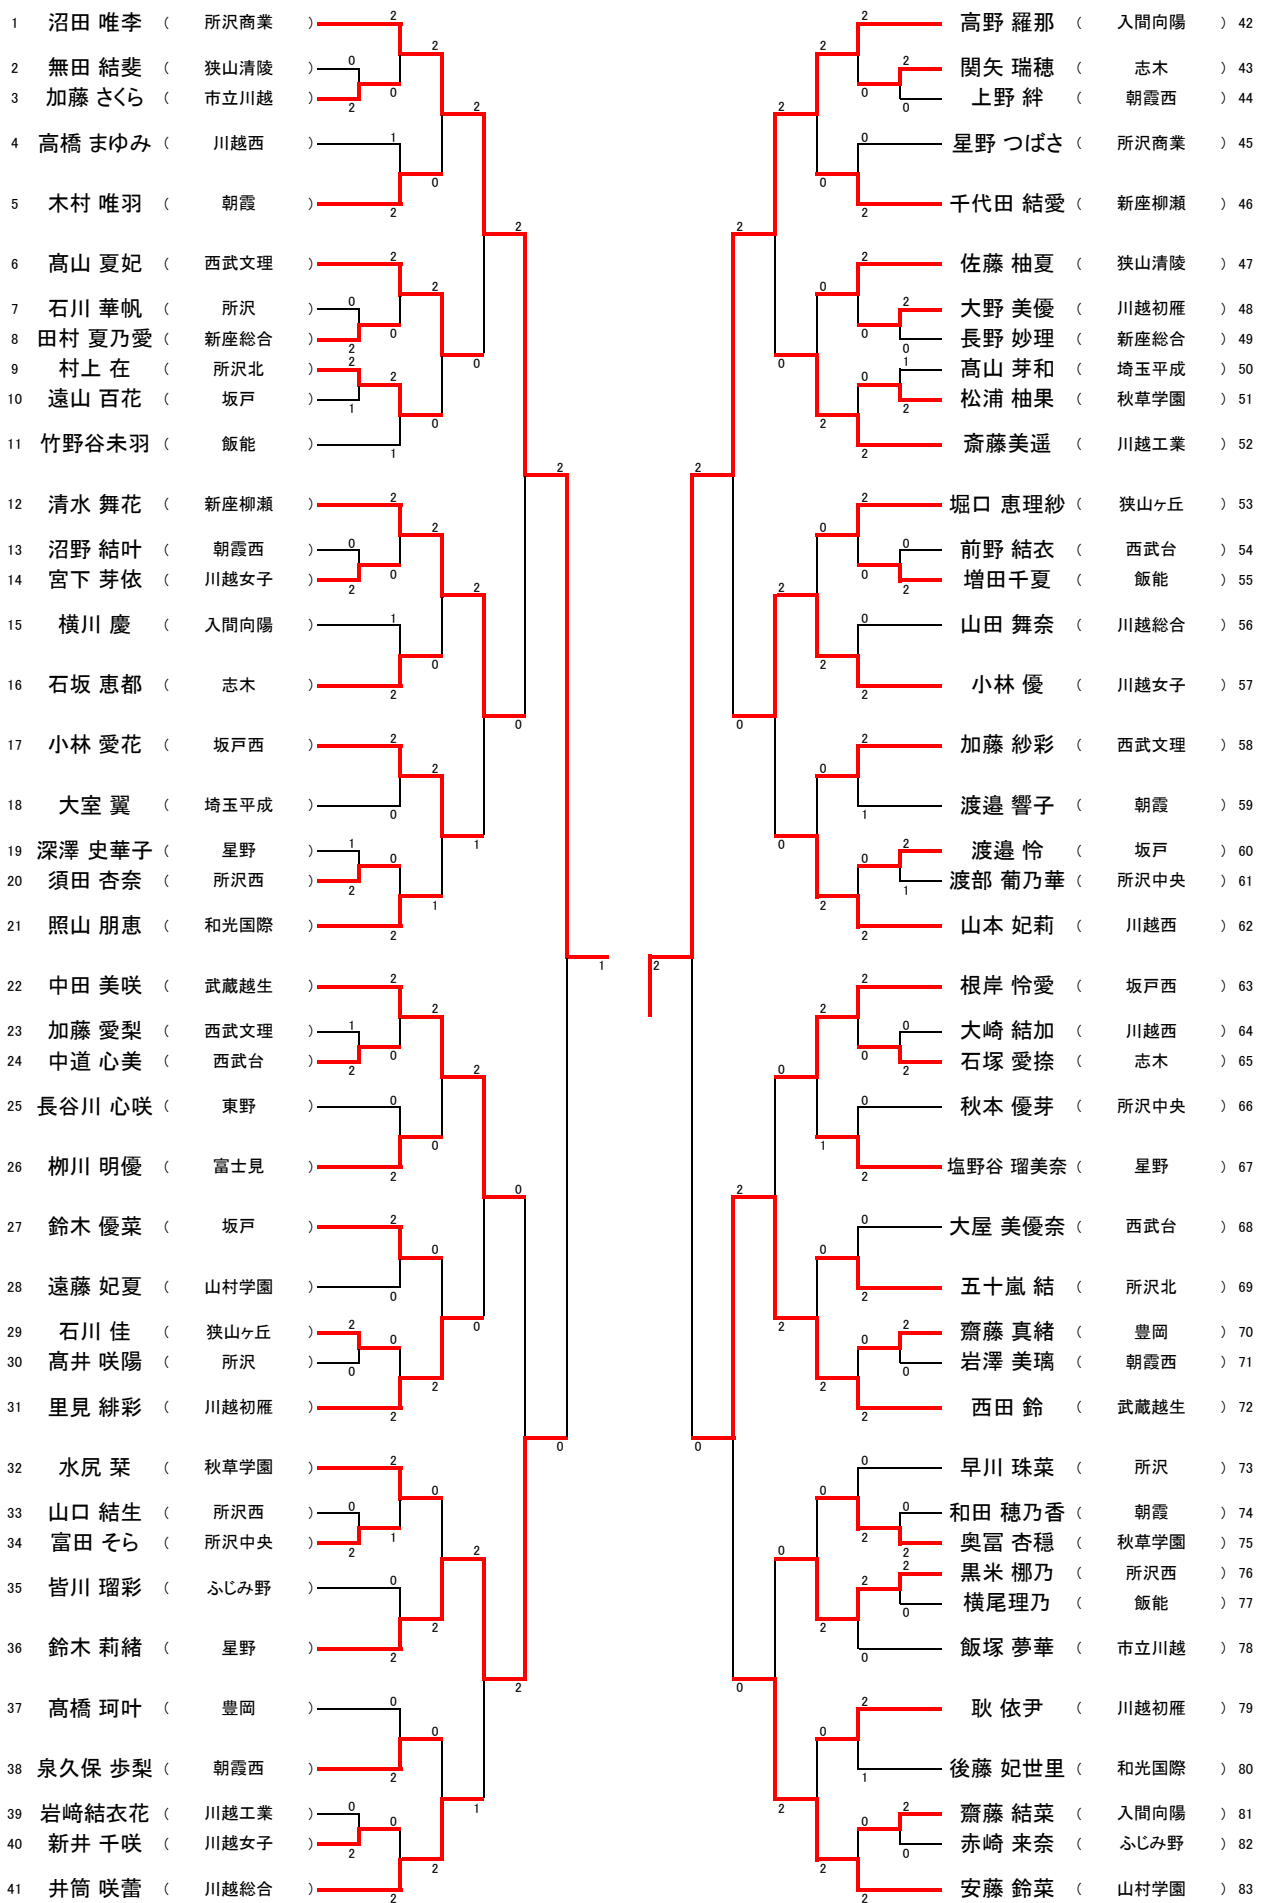 1 沼田 唯李 ( 所沢商業 )
2 無田 結斐 ( 狭山清陵 )
3 加藤 さくら ( 市立川越 )
4 高橋 まゆみ ( 川越西 )
5 木村 唯羽 ( 朝霞 )
6 髙山 夏妃 ( 西武文理 )
7 石川 華帆 ( 所沢 )
8 田村 夏乃愛 ( 新座総合 )
9 村上 在 ( 所沢北 )
10 遠山 百花 ( 坂戸 )
11 竹野谷未羽 ( 飯能 )
12 清水 舞花 ( 新座柳瀬 )
13 沼野 結叶 ( 朝霞西 )
14 宮下 芽依 ( 川越女子 )
15 横川 慶 ( 入間向陽 )
16 石坂 恵都 ( 志木 )
17 小林 愛花 ( 坂戸西 )
18 大室 翼 ( 埼玉平成 )
19 深澤 史華子 ( 星野 )
20 須田 杏奈 ( 所沢西 )
21 照山 朋恵 ( 和光国際 )
22 中田 美咲 ( 武蔵越生 )
23 加藤 愛梨 ( 西武文理 )
24 中道 心美 ( 西武台 )
25 長谷川 心咲 ( 東野 )
26 栁川 明優 ( 富士見 )
27 鈴木 優菜 ( 坂戸 )
28 遠藤 妃夏 ( 山村学園 )
29 石川 佳 ( 狭山ヶ丘 )
30 髙井 咲陽 ( 所沢 )
31 里見 緋彩 ( 川越初雁 )
32 水尻 栞 ( 秋草学園 )
33 山口 結生 ( 所沢西 )
34 富田 そら ( 所沢中央 )
35 皆川 瑠彩 ( ふじみ野 )
36 鈴木 莉緒 ( 星野 )
37 髙橋 珂叶 ( 豊岡 )
38 泉久保 歩梨 ( 朝霞西 )
39 岩﨑結衣花 ( 川越工業 )
40 新井 千咲 ( 川越女子 )
41 井筒 咲蕾 ( 川越総合 )
高野 羅那 ( 入間向陽 ) 42
関矢 瑞穂 ( 志木 ) 43
上野 絆 ( 朝霞西 ) 44
星野 つばさ ( 所沢商業 ) 45
千代田 結愛 ( 新座柳瀬 ) 46
佐藤 柚夏 ( 狭山清陵 ) 47
大野 美優 ( 川越初雁 ) 48
長野 妙理 ( 新座総合 ) 49
髙山 芽和 ( 埼玉平成 ) 50
松浦 柚果 ( 秋草学園 ) 51
斎藤美遥 ( 川越工業 ) 52
堀口 恵理紗 ( 狭山ヶ丘 ) 53
前野 結衣 ( 西武台 ) 54
増田千夏 ( 飯能 ) 55
山田 舞奈 ( 川越総合 ) 56
小林 優 ( 川越女子 ) 57
加藤 紗彩 ( 西武文理 ) 58
渡邉 響子 ( 朝霞 ) 59
渡邉 怜 ( 坂戸 ) 60
渡部 葡乃華 ( 所沢中央 ) 61
山本 妃莉 ( 川越西 ) 62
根岸 怜愛 ( 坂戸西 ) 63
大崎 結加 ( 川越西 ) 64
石塚 愛捺 ( 志木 ) 65
秋本 優芽 ( 所沢中央 ) 66
塩野谷 瑠美奈 ( 星野 ) 67
大屋 美優奈 ( 西武台 ) 68
五十嵐 結 ( 所沢北 ) 69
齋藤 真緒 ( 豊岡 ) 70
岩澤 美璃 ( 朝霞西 ) 71
西田 鈴 ( 武蔵越生 ) 72
早川 珠菜 ( 所沢 ) 73
和田 穂乃香 ( 朝霞 ) 74
奥冨 杏穏 ( 秋草学園 ) 75
黒米 梛乃 ( 所沢西 ) 76
横尾理乃 ( 飯能 ) 77
飯塚 夢華 ( 市立川越 ) 78
耿 依尹 ( 川越初雁 ) 79
後藤 妃世里 ( 和光国際 ) 80
齋藤 結菜 ( 入間向陽 ) 81
赤崎 来奈 ( ふじみ野 ) 82
安藤 鈴菜 ( 山村学園 ) 83